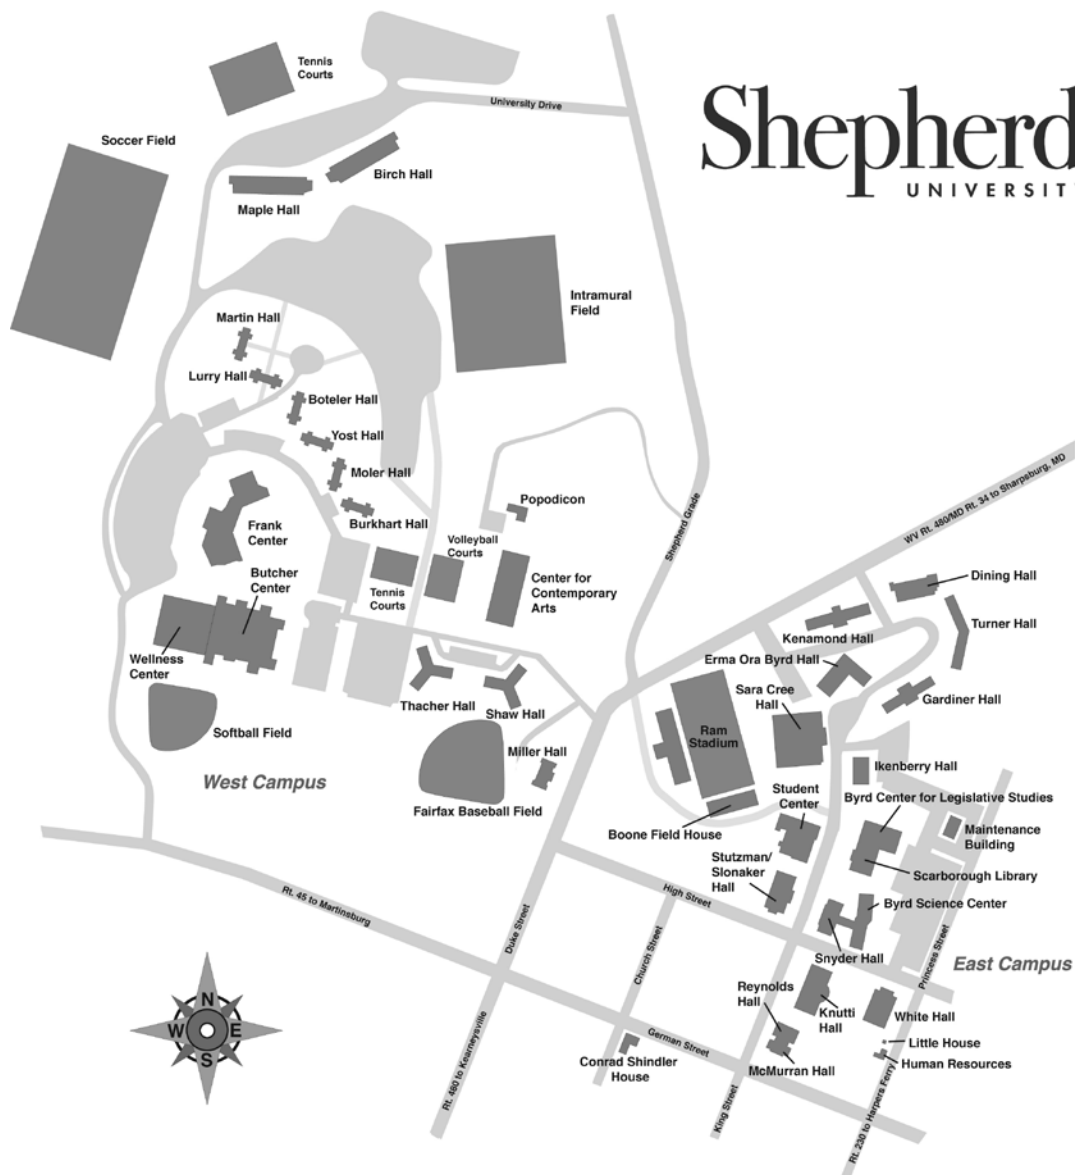 Tennis
Courts
University Drive
Shepherd
UNIVERSIT
Soccer Field
Birch Hall
Maple Hall
Intramural
Field
Martin Hall
Lurry Hall
Boteler Hall
Yost Hall
Moler Hall
Burkhart Hall
Popodicon
Shepherd Grade
WV Rt. 480/MD Rt. 34 to Sharpsburg, MD
Frank
Center
Volleyball
Courts
Butcher
Center
Tennis
Courts
Center for
Contemporary
Arts
Dining Hall
Turner Hall
Kenamond Hall
Erma Ora Byrd Hall
Wellness
Center
Sara Cree
Hall
Gardiner Hall
Thacher Hall
Shaw Hall
Softball Field
Ram
Stadium
Miller Hall
Ikenberry Hall
West Campus
Student
Center
Byrd Center for Legislative Studies
Fairfax Baseball Field
Boone Field House
Maintenance
Building
Stutzman/
Slonaker
Hall
Scarborough Library
Rt. 45 to Martinsburg
High Street
Byrd Science Center
Duke Street
Church Street
Snyder Hall
Princess Street
East Campus
N
W
E
S
Reynolds
Hall
Knutti
Hall
White Hall
German Street
Little House
Conrad Shindler
House
McMurran Hall
Human Resources
Rt. 480 to Kearneysville
King Street
Rt. 230 to Harpers Ferry